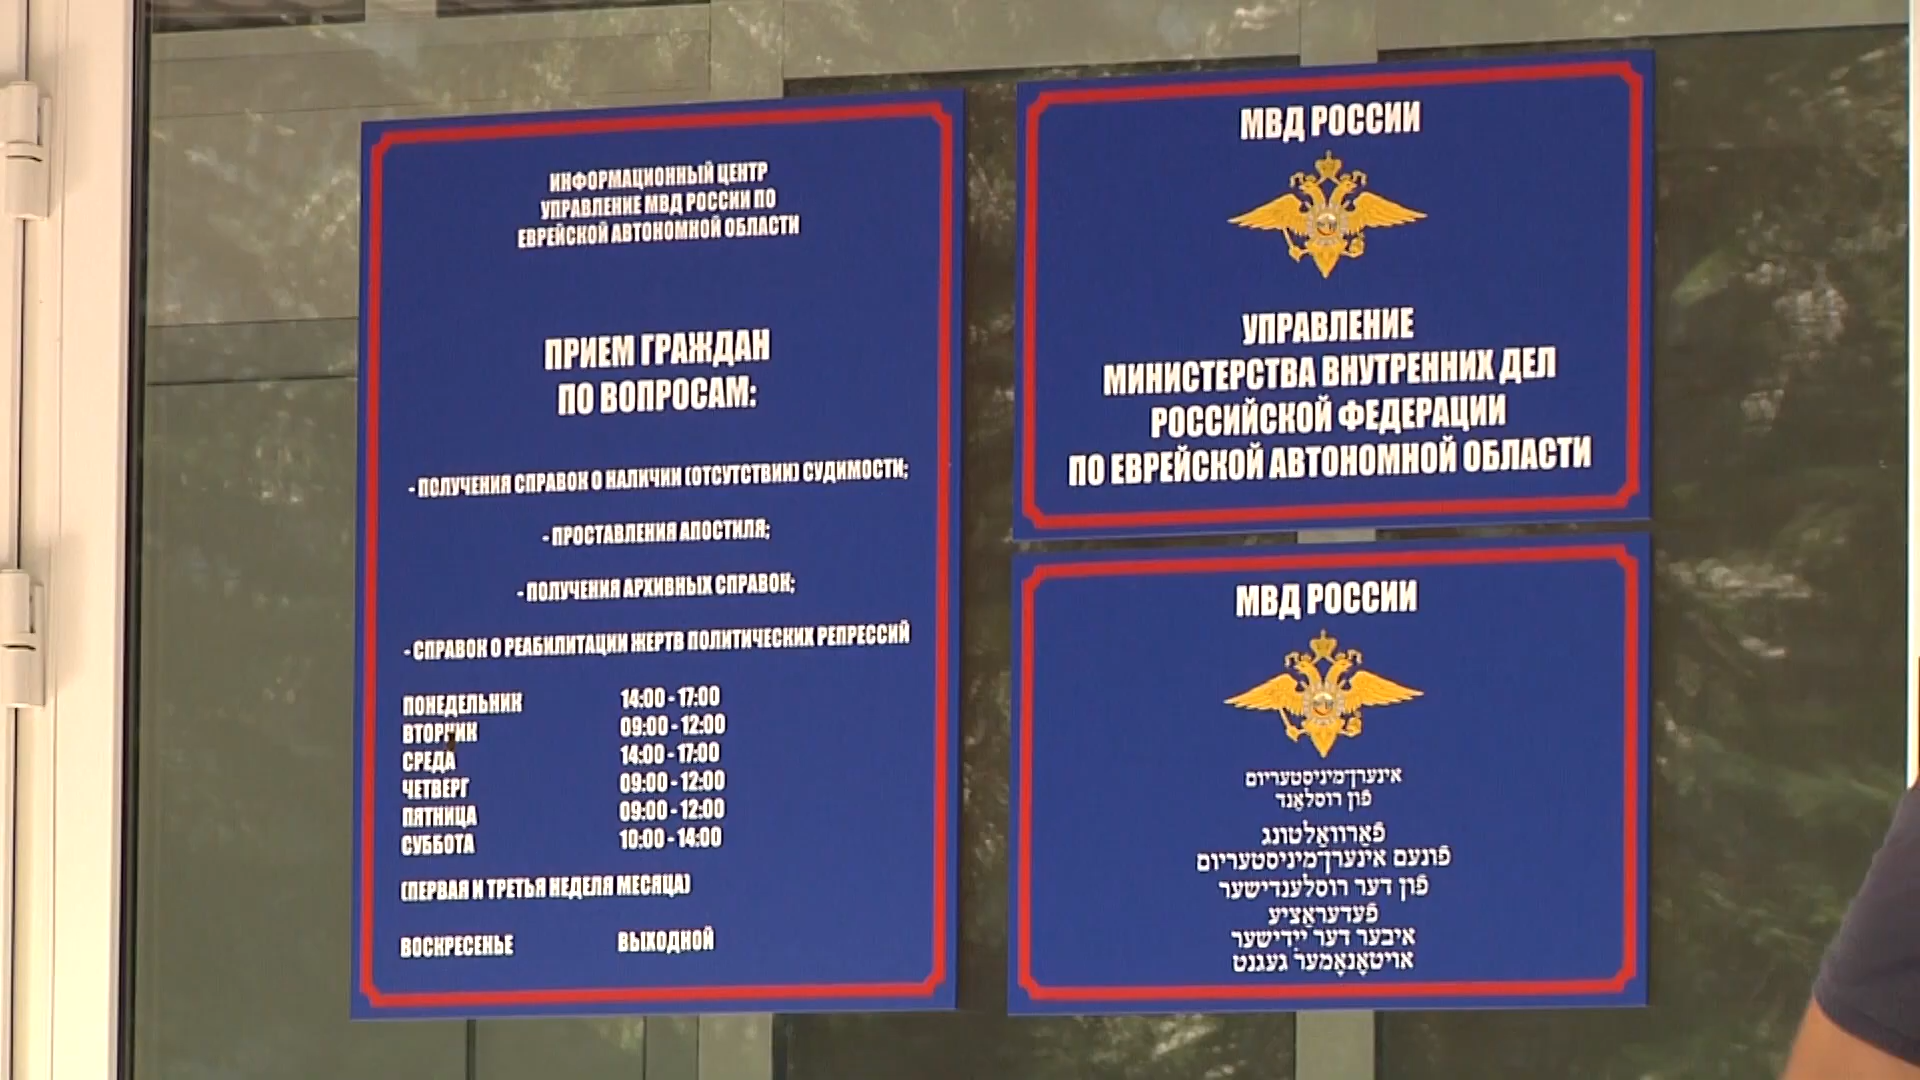 ИНФОРМАЦИОННЫЙ ЦЕНТР
УПРАВЛЕНИЕ МВД РОССИИ ПО
ЕВРЕЙСКОЙ АВТОНОМНОЙ ОБЛАСТИ
ПРИЕМ ГРАЖДАН
ПО ВОПРОСАМ:
- ПОЛУЧЕНИЯ СПРАВОК О НАЛИЧИИ (ОТСУТСТВИИ) СУДИМОСТИ;
- ПРОСТАВЛЕНИЯ АПОСТИЛЯ;
- ПОЛУЧЕНИЯ АРХИВНЫХ СПРАВОК;
- СПРАВОК О РЕАБИЛИТАЦИИ ЖЕРТВ ПОЛИТИЧЕСКИХ РЕПРЕССИЙ
ПОНЕДЕЛЬНИК 14:00 - 17:00
ВТОРНИК 09:00 - 12:00
СРЕДА 14:00 - 17:00
ЧЕТВЕРГ 09:00 - 12:00
ПЯТНИЦА 09:00 - 12:00
СУББОТА 10:00 - 14:00
(ПЕРВАЯ И ТРЕТЬЯ НЕДЕЛЯ МЕСЯЦА)
ВОСКРЕСЕНЬЕ ВЫХОДНОЙ
МВД РОССИИ
УПРАВЛЕНИЕ
МИНИСТЕРСТВА ВНУТРЕННИХ ДЕЛ
РОССИЙСКОЙ ФЕДЕРАЦИИ
ПО ЕВРЕЙСКОЙ АВТОНОМНОЙ ОБЛАСТИ
МВД РОССИИ
אינערן־מיניסטעריום
פֿון רוסלאַנד
פֿאַרוואַלטונג
פֿונעם אינערן־מיניסטעריום
פֿון דער רוסלענדישער
פֿעדעראַציע
איבער דער ייִדישער
אויטאָנאָמער געגנט